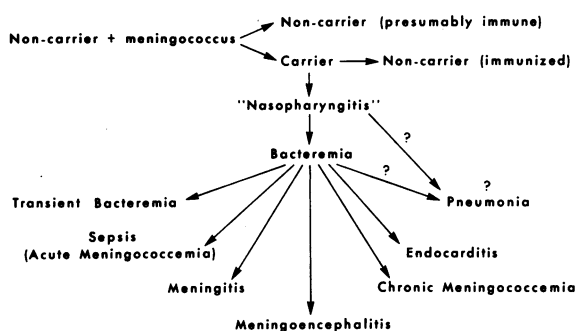 Non-carrier (presumably immune)
Non-carrier + meningococcus
Carrier
Non-carrier (immunized)
"Nasopharyngitis"
?
Bacteremia
?
?
Transient Bacteremia
Pneumonia
Sepsis
(Acute Meningococcemia)
Endocarditis
Meningitis
Chronic Meningococcemia
Meningoencephalitis